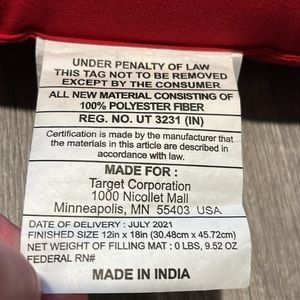 UNDER PENALTY OF LAW
THIS TAG NOT TO BE REMOVED
EXCEPT BY THE CONSUMER
ALL NEW MATERIAL CONSISTING OF
100% POLYESTER FIBER
REG. NO. UT 3231 (IN)
Certification is made by the manufacturer that
the materials in this article are described in
accordance with law.
MADE FOR :
Target Corporation
1000 Nicollet Mall
Minneapolis, MN 55403 USA
DATE OF DELIVERY : JULY 2021
FINISHED SIZE 12in x 18in (30.48cm x 45.72cm)
NET WEIGHT OF FILLING MAT : 0 LBS, 9.52 OZ
FEDERAL RN#
MADE IN INDIA